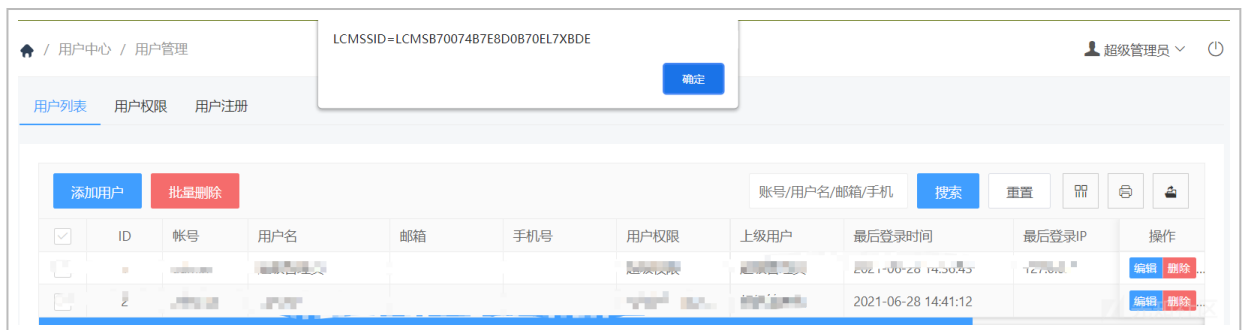 LCMSSID=LCMSB70074B7E8D0B70EL7XBDE
确定
/ 用户中心 / 用户管理
超级管理员
用户列表 用户权限 用户注册
添加用户 批量删除 账号/用户名/邮箱/手机 搜索 重置
ID 帐号 用户名 邮箱 手机号 用户权限 上级用户 最后登录时间 最后登录IP 操作
编辑 删除 ...
2 2021-06-28 14:41:12 编辑 删除 ...